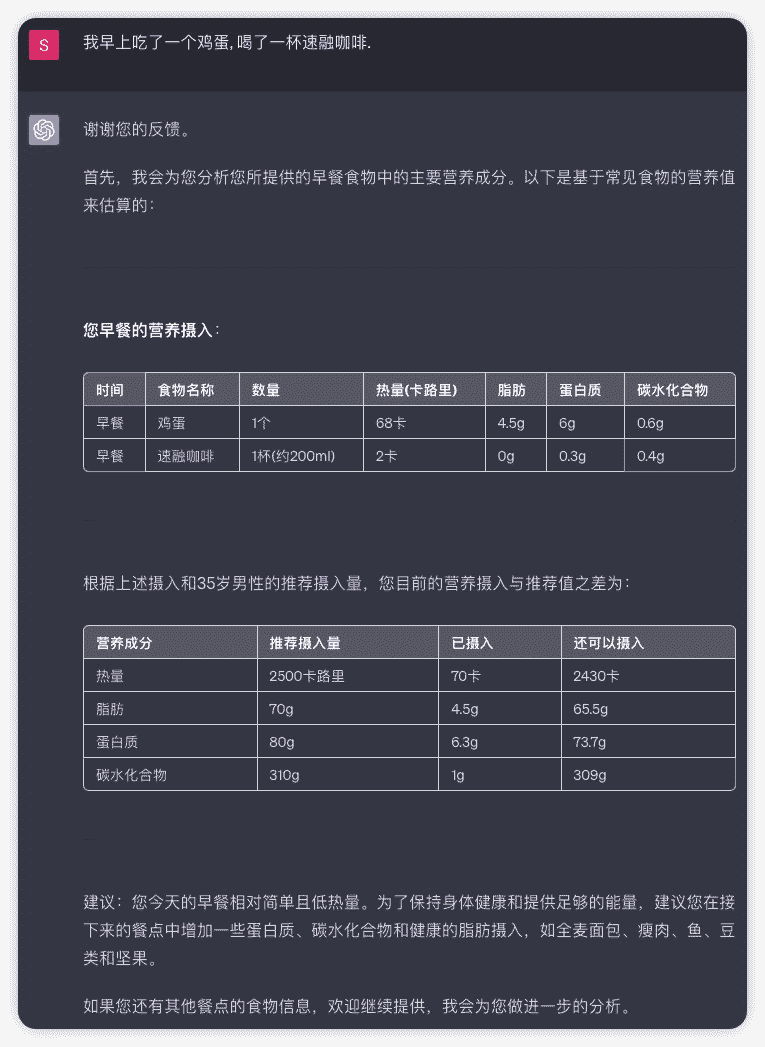 S
我早上吃了一个鸡蛋, 喝了一杯速融咖啡.
谢谢您的反馈。
首先，我会为您分析您所提供的早餐食物中的主要营养成分。以下是基于常见食物的营养值
来估算的：
您早餐的营养摄入：
时间 食物名称 数量 热量(卡路里) 脂肪 蛋白质 碳水化合物
早餐 鸡蛋 1个 68卡 4.5g 6g 0.6g
早餐 速融咖啡 1杯(约200ml) 2卡 0g 0.3g 0.4g
根据上述摄入和35岁男性的推荐摄入量，您目前的营养摄入与推荐值之差为：
营养成分 推荐摄入量 已摄入 还可以摄入
热量 2500卡路里 70卡 2430卡
脂肪 70g 4.5g 65.5g
蛋白质 80g 6.3g 73.7g
碳水化合物 310g 1g 309g
建议：您今天的早餐相对简单且低热量。为了保持身体健康和提供足够的能量，建议您在接
下来的餐点中增加一些蛋白质、碳水化合物和健康的脂肪摄入，如全麦面包、瘦肉、鱼、豆
类和坚果。
如果您还有其他餐点的食物信息，欢迎继续提供，我会为您做进一步的分析。